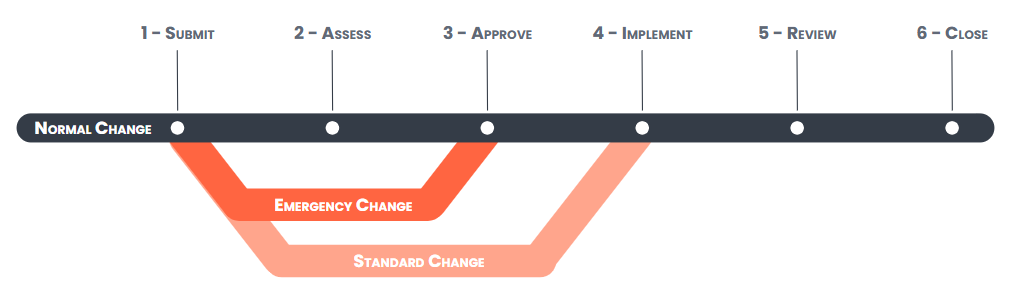 1 – Submit
2 – Assess
3 – Approve
4 – Implement
5 – Review
6 – Close
Normal Change
Emergency Change
Standard Change